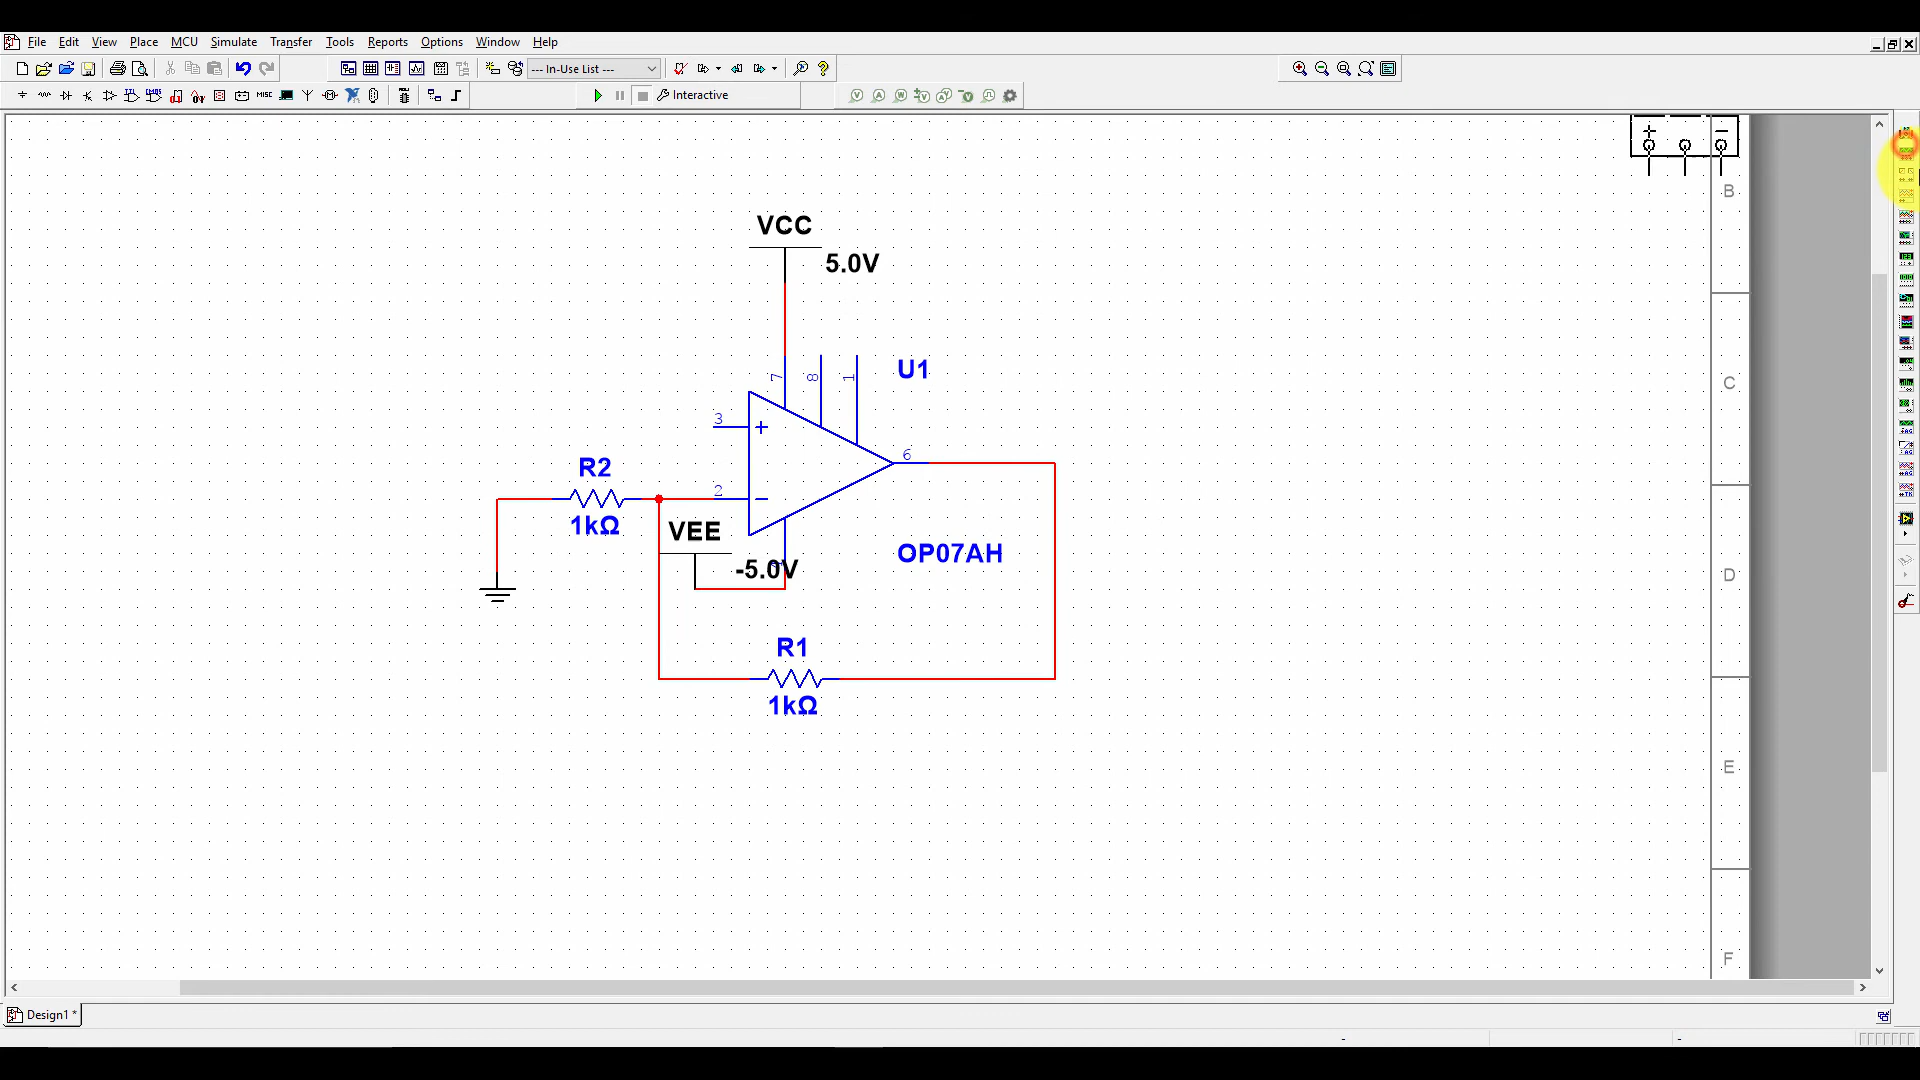 File Edit View Place MCU Simulate Transfer Tools Reports Options Window Help
--- In-Use List ---
MISC Interactive
B
VCC
5.0V
7 8 1 U1
C
3
+
6
R2
2
−
1kΩ
VEE
OP07AH
-5.0V
D
R1
1kΩ
E
F
Design1 *